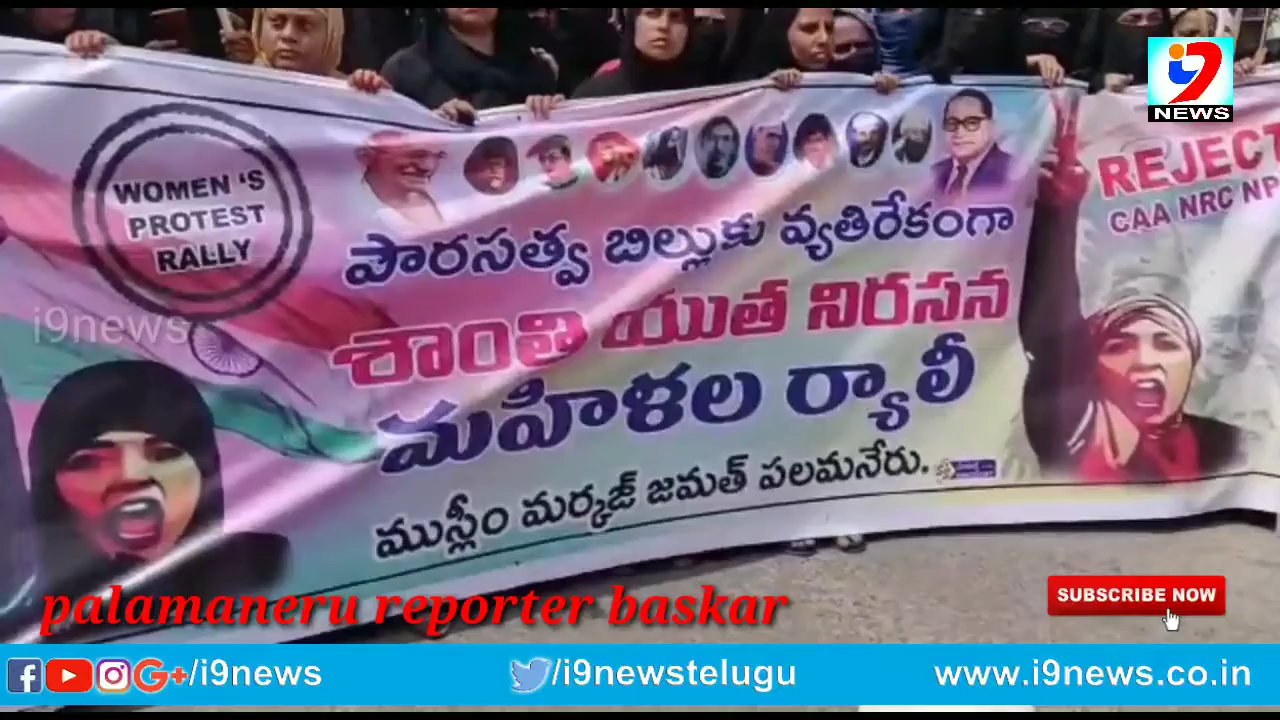 NEWS
WOMEN 'S
PROTEST
RALLY
పౌరసత్వ బిల్లుకు వ్యతిరేకంగా
శాంతి యుత నిరసన
మహిళల ర్యాలీ
ముస్లీం మర్కజ్ జమత్ పలమనేరు.
REJECT
CAA NRC NP
i9news
palamaneru reporter baskar
SUBSCRIBE NOW
/i9news
/i9newstelugu
www.i9news.co.in